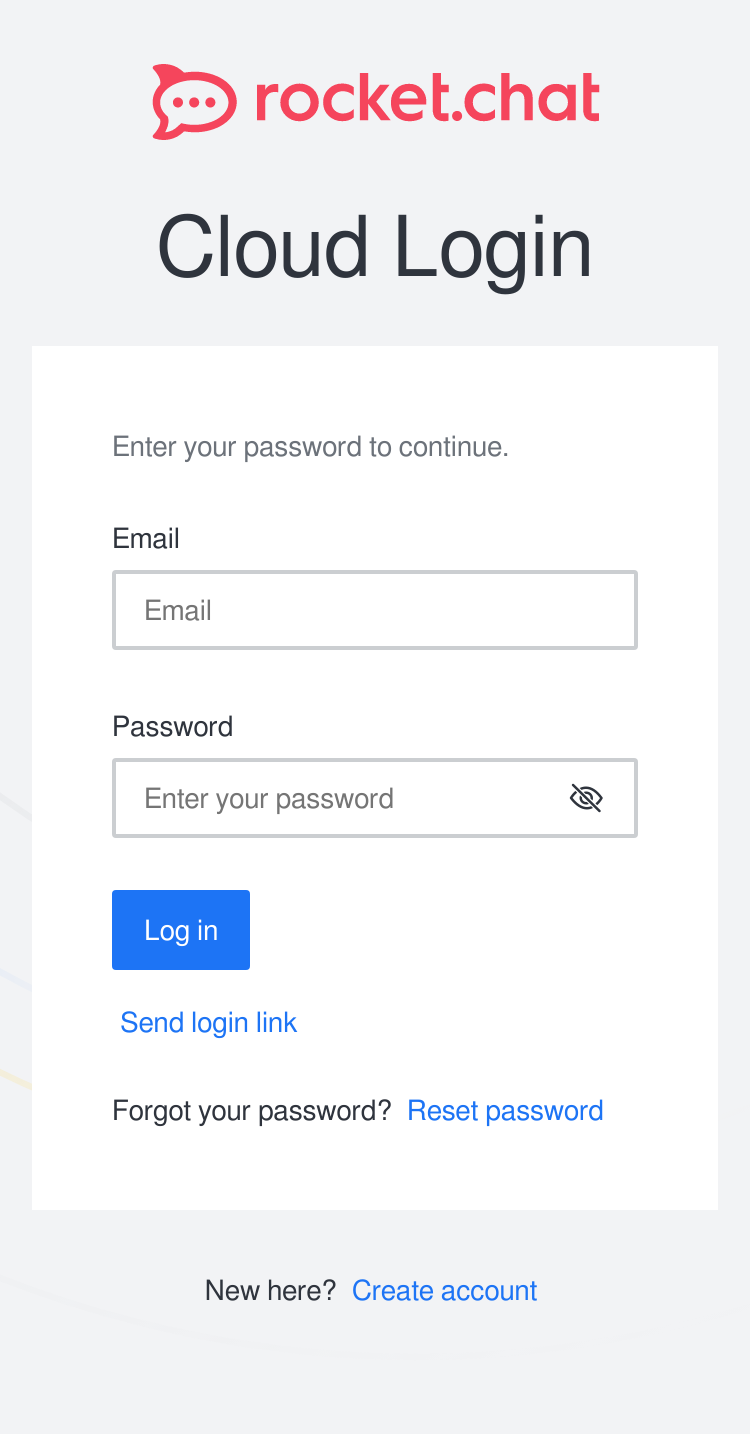 rocket.chat
Cloud Login
Enter your password to continue.
Email
Email
Password
Enter your password
Log in
Send login link
Forgot your password? Reset password
New here? Create account